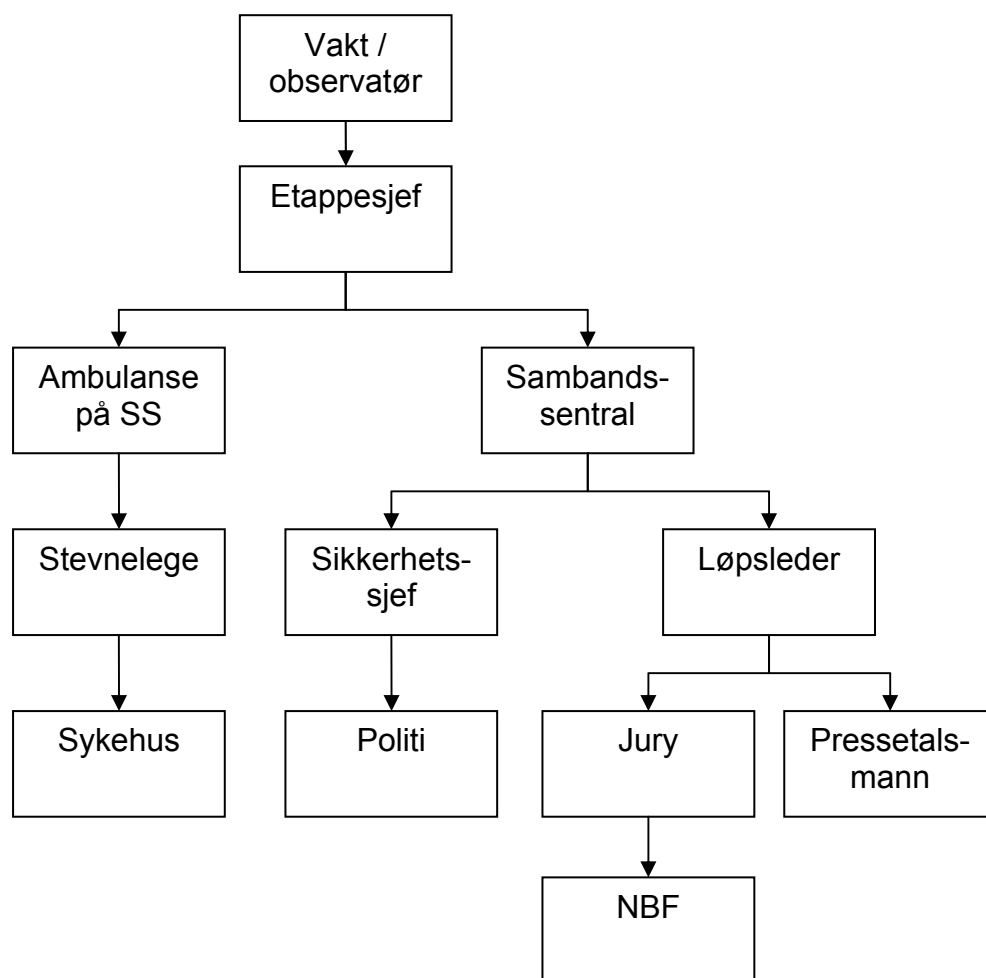 Vakt /
observatør
Etappesjef
Ambulanse
på SS
Sambands-
sentral
Stevnelege
Sikkerhets-
sjef
Løpsleder
Sykehus
Politi
Jury
Pressetals-
mann
NBF